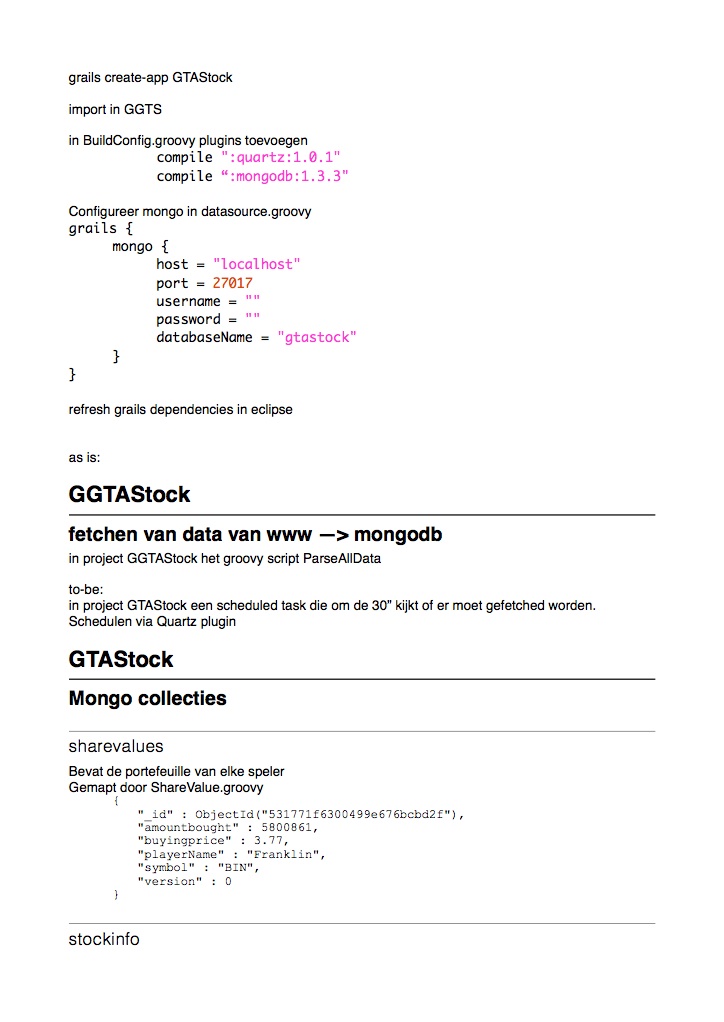 grails create-app GTAStock
import in GGTS
in BuildConfig.groovy plugins toevoegen
compile ":quartz:1.0.1"
compile “:mongodb:1.3.3"
Configureer mongo in datasource.groovy
grails {
mongo {
host = "localhost"
port = 27017
username = ""
password = ""
databaseName = "gtastock"
}
}
refresh grails dependencies in eclipse
as is:
GGTAStock
fetchen van data van www —> mongodb
in project GGTAStock het groovy script ParseAllData
to-be:
in project GTAStock een scheduled task die om de 30” kijkt of er moet gefetched worden.
Schedulen via Quartz plugin
GTAStock
Mongo collecties
sharevalues
Bevat de portefeuille van elke speler
Gemapt door ShareValue.groovy
{
"_id" : ObjectId("531771f6300499e676bcbd2f"),
"amountbought" : 5800861,
"buyingprice" : 3.77,
"playerName" : "Franklin",
"symbol" : "BIN",
"version" : 0
}
stockinfo